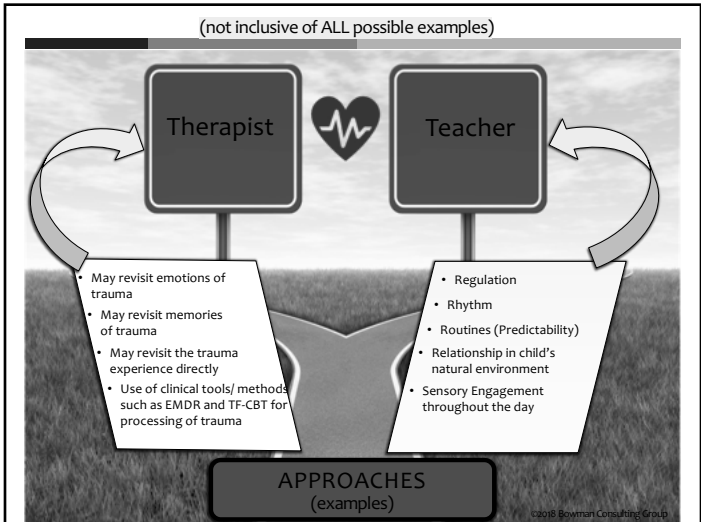 (not inclusive of ALL possible examples)
Therapist
Teacher
• May revisit emotions of
trauma
• May revisit memories
of trauma
• May revisit the trauma
experience directly
• Use of clinical tools/ methods
such as EMDR and TF-CBT for
processing of trauma
• Regulation
• Rhythm
• Routines (Predictability)
• Relationship in child's
natural environment
• Sensory Engagement
throughout the day
APPROACHES
(examples)
©2018 Bowman Consulting Group